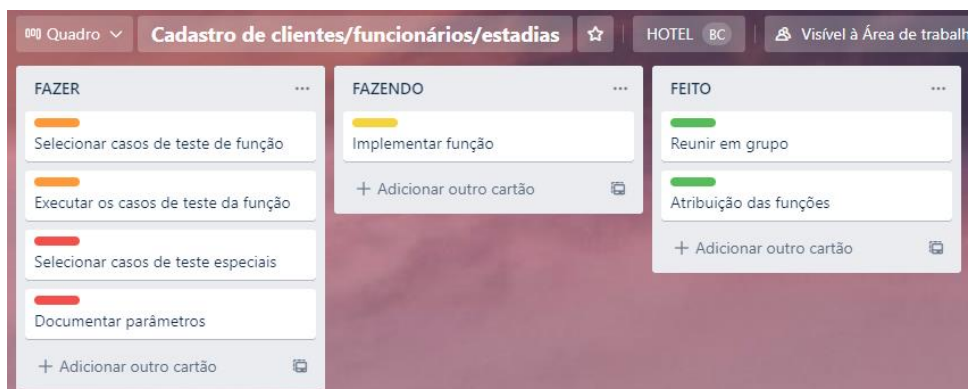 Quadro
Cadastro de clientes/funcionários/estadias
HOTEL BC
Visível à Área de trabalh
FAZER
Selecionar casos de teste de função
Executar os casos de teste da função
Selecionar casos de teste especiais
Documentar parâmetros
+ Adicionar outro cartão
FAZENDO
Implementar função
+ Adicionar outro cartão
FEITO
Reunir em grupo
Atribuição das funções
+ Adicionar outro cartão